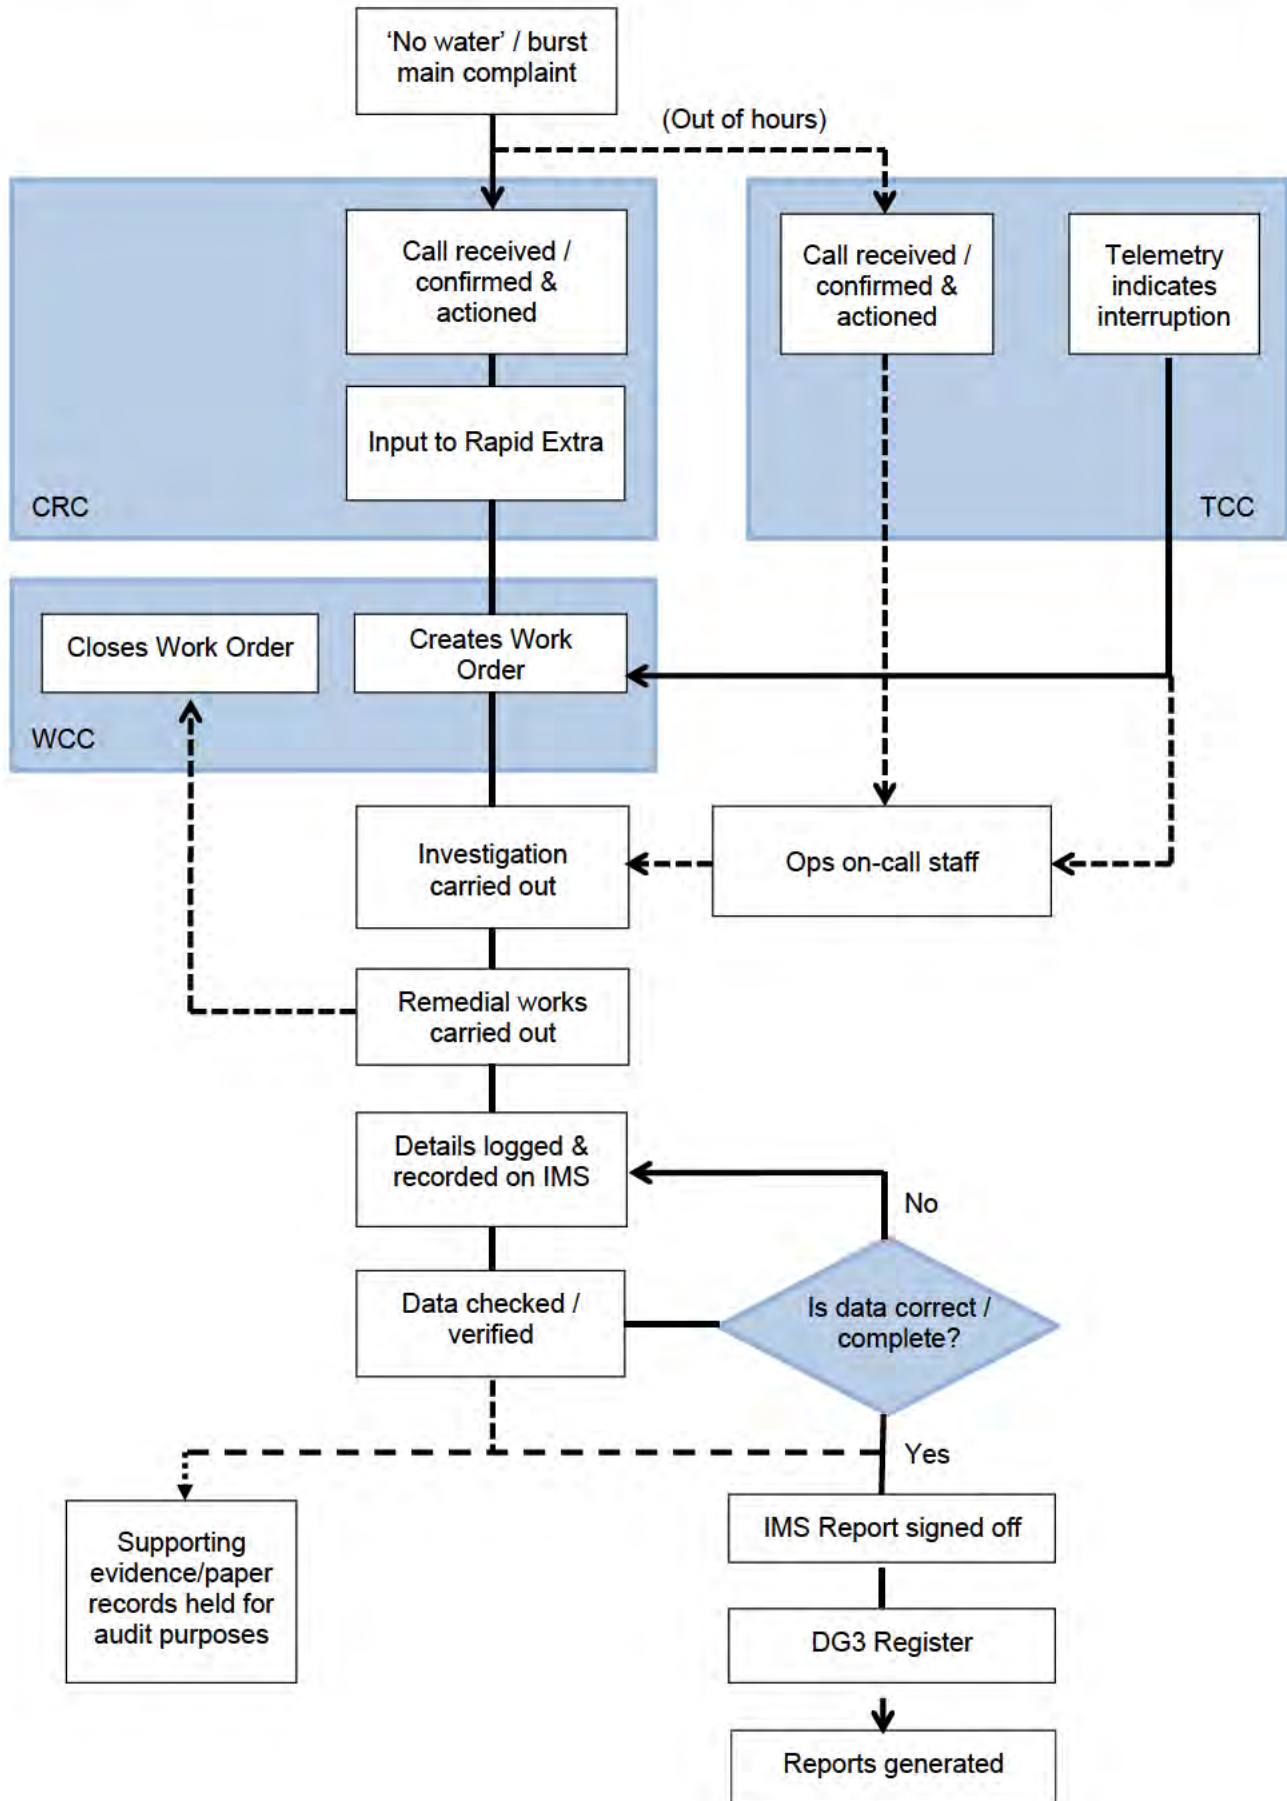 ‘No water’ / burst
main complaint
(Out of hours)
Call received /
confirmed &
actioned
Call received /
confirmed &
actioned
Telemetry
indicates
interruption
Input to Rapid Extra
CRC
TCC
Closes Work Order
Creates Work
Order
WCC
Investigation
carried out
Ops on-call staff
Remedial works
carried out
Details logged &
recorded on IMS
No
Data checked /
verified
Is data correct /
complete?
Yes
Supporting
evidence/paper
records held for
audit purposes
IMS Report signed off
DG3 Register
Reports generated